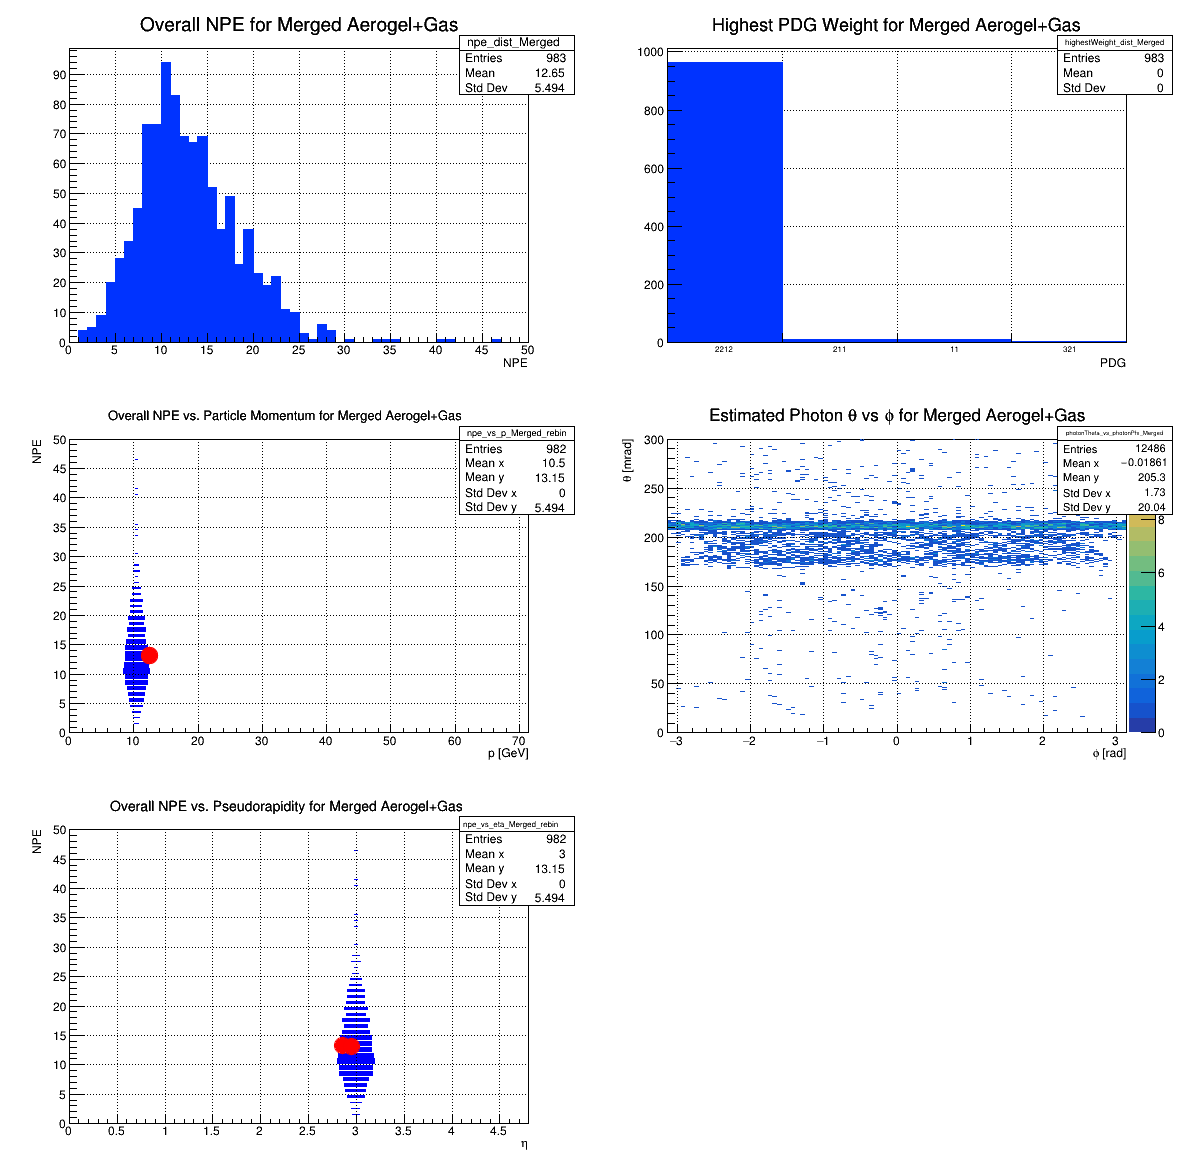 Overall NPE for Merged Aerogel+Gas
npe_dist_Merged
Entries 983
Mean 12.65
Std Dev 5.494
90
80
70
60
50
40
30
20
10
0
0 5 10 15 20 25 30 35 40 45 50
NPE
Highest PDG Weight for Merged Aerogel+Gas
highestWeight_dist_Merged
Entries 983
Mean 0
Std Dev 0
1000
800
600
400
200
0
2212 211 11 321
PDG
Overall NPE vs. Particle Momentum for Merged Aerogel+Gas
npe_vs_p_Merged_rebin
Entries 982
Mean x 10.5
Mean y 13.15
Std Dev x 0
Std Dev y 5.494
NPE
50
45
40
35
30
25
20
15
10
5
0
0 10 20 30 40 50 60 70
p [GeV]
Estimated Photon θ vs ϕ for Merged Aerogel+Gas
photonTheta_vs_photonPhi_Merged
Entries 12486
Mean x −0.01861
Mean y 205.3
Std Dev x 1.73
Std Dev y 20.04
θ [mrad]
300
250
200
150
100
50
0
−3 −2 −1 0 1 2 3
ϕ [rad]
8
6
4
2
0
Overall NPE vs. Pseudorapidity for Merged Aerogel+Gas
npe_vs_eta_Merged_rebin
Entries 982
Mean x 3
Mean y 13.15
Std Dev x 0
Std Dev y 5.494
NPE
50
45
40
35
30
25
20
15
10
5
0
0 0.5 1 1.5 2 2.5 3 3.5 4 4.5
η